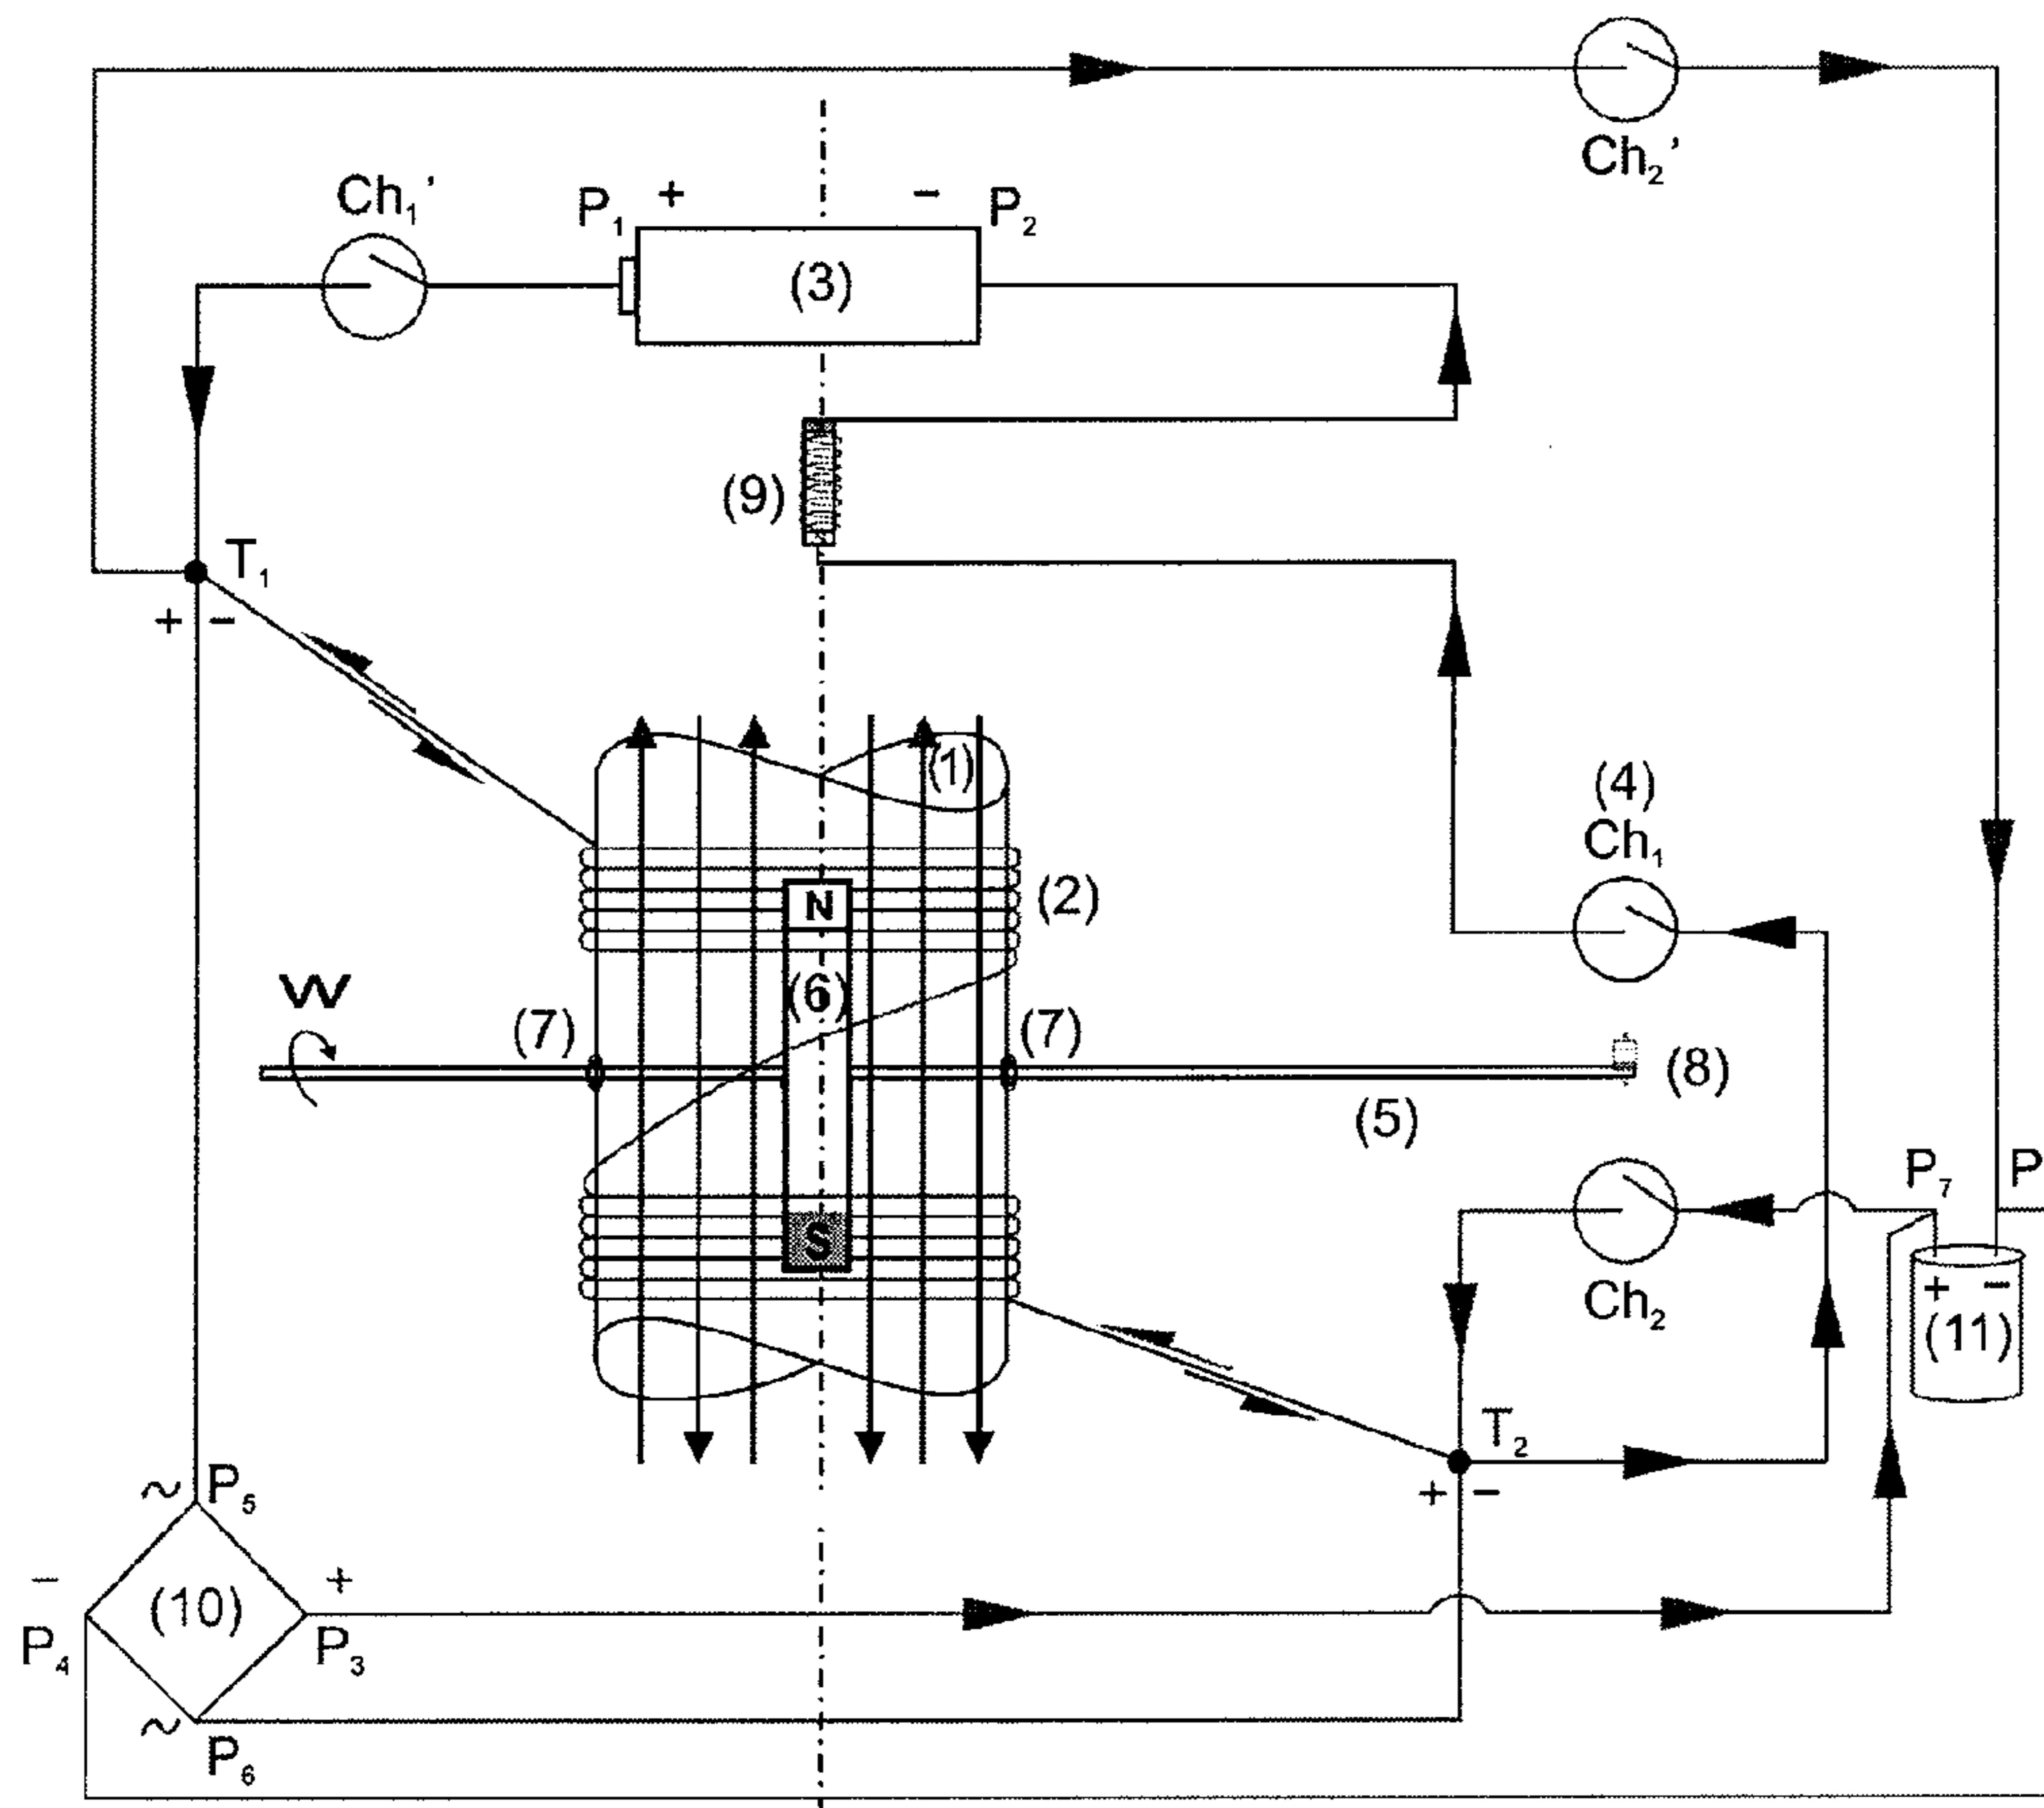 Ch₂'
Ch₁'
P₁ + − P₂
(3)
(9)
T₁
+ −
(1)
(4)
Ch₁
N
(2)
(6)
W
(7) (7)
(8)
(5)
P₇ P
S
Ch₂
+ −
(11)
T₂
+ −
~ P₅
− +
(10)
P₄ P₃
~
P₆